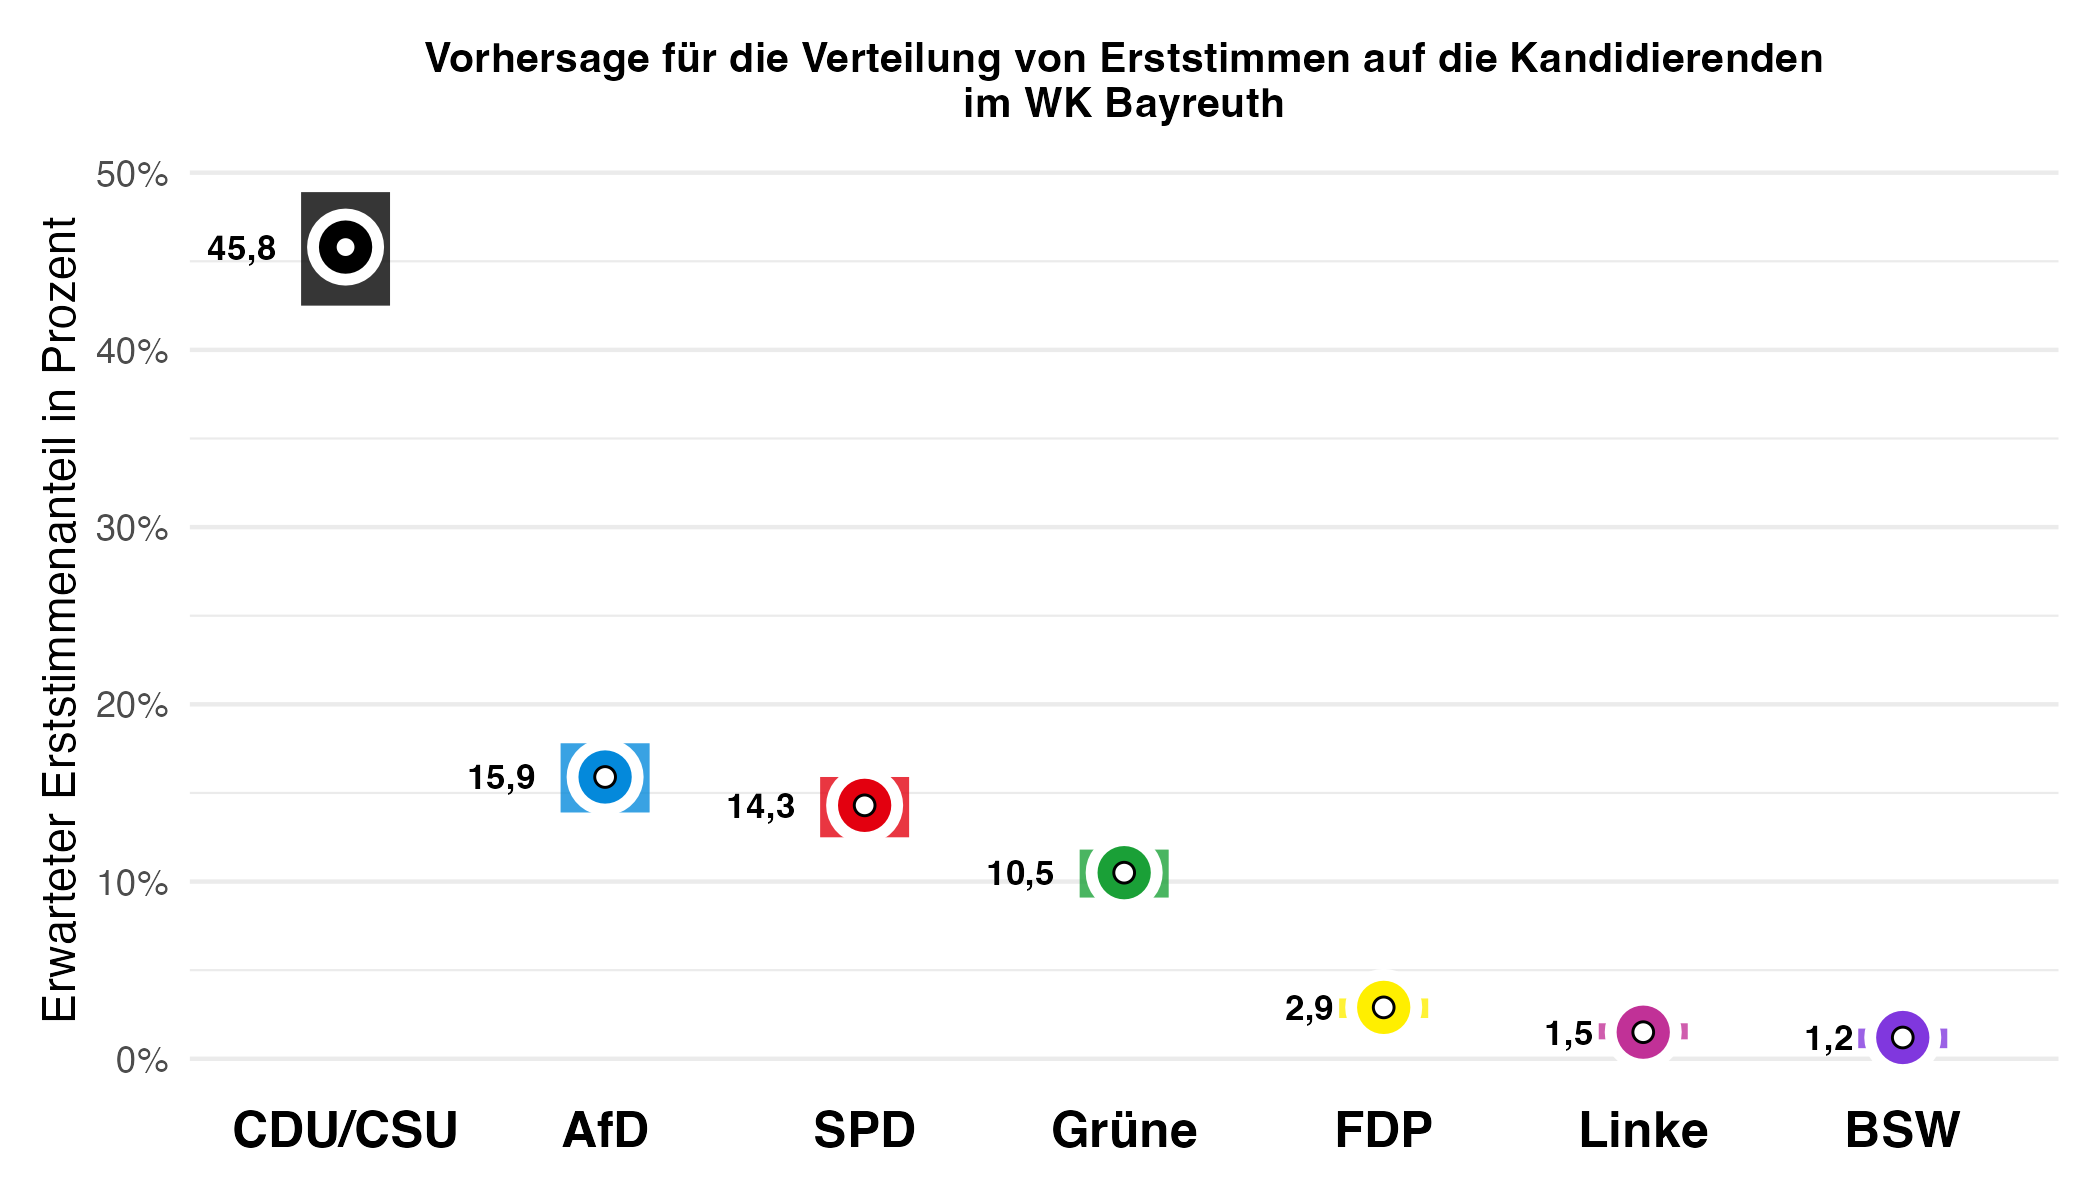 Vorhersage für die Verteilung von Erststimmen auf die Kandidierenden
im WK Bayreuth
Erwarteter Erststimmenanteil in Prozent
50%
40%
30%
20%
10%
0%
45,8
15,9
14,3
10,5
2,9
1,5
1,2
CDU/CSU
AfD
SPD
Grüne
FDP
Linke
BSW